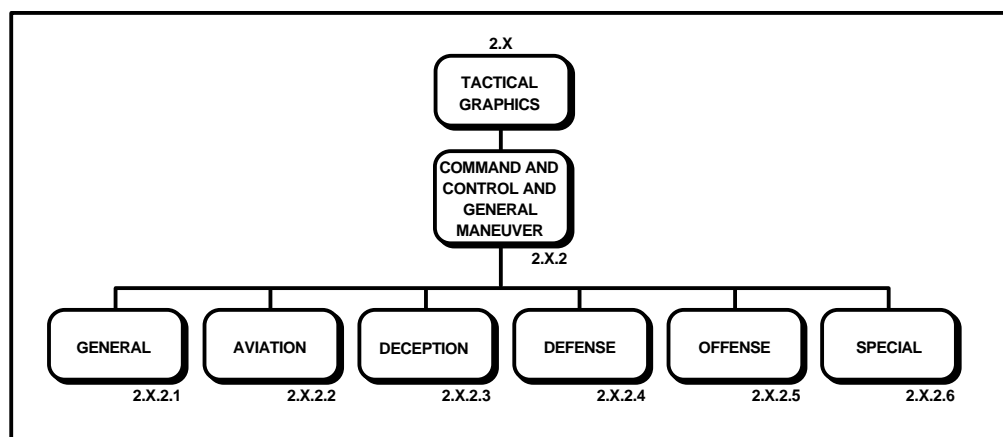 2.X
TACTICAL
GRAPHICS
COMMAND AND
CONTROL AND
GENERAL
MANEUVER
2.X.2
GENERAL
AVIATION
DECEPTION
DEFENSE
OFFENSE
SPECIAL
2.X.2.1
2.X.2.2
2.X.2.3
2.X.2.4
2.X.2.5
2.X.2.6